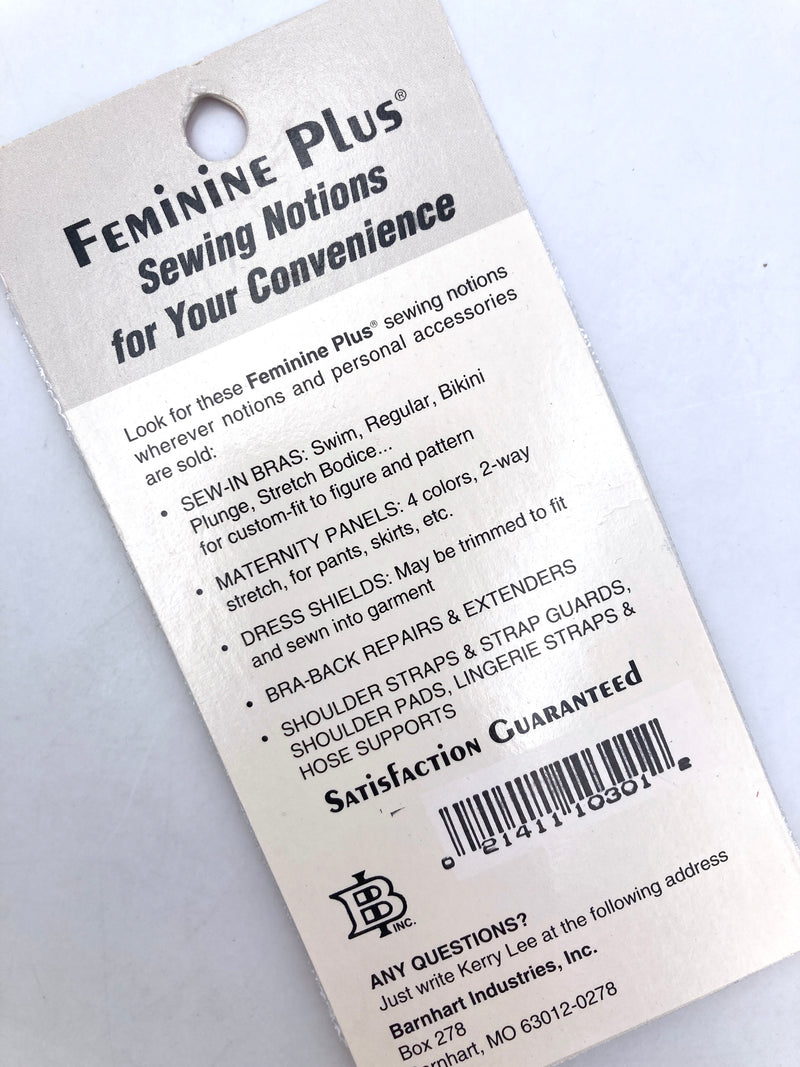 FEMININE PLUS®
Sewing Notions
for Your Convenience
Look for these Feminine Plus® sewing notions
wherever notions and personal accessories
are sold:
• SEW-IN BRAS: Swim, Regular, Bikini
Plunge, Stretch Bodice...
for custom-fit to figure and pattern
• MATERNITY PANELS: 4 colors, 2-way
stretch, for pants, skirts, etc.
• DRESS SHIELDS: May be trimmed to fit
and sewn into garment
• BRA-BACK REPAIRS & EXTENDERS
• SHOULDER STRAPS & STRAP GUARDS,
SHOULDER PADS, LINGERIE STRAPS &
HOSE SUPPORTS
SATISFACTION GUARANTEED
0 21411 10301 2
B INC.
ANY QUESTIONS?
Just write Kerry Lee at the following address
Barnhart Industries, Inc.
Box 278
arnhart, MO 63012-0278